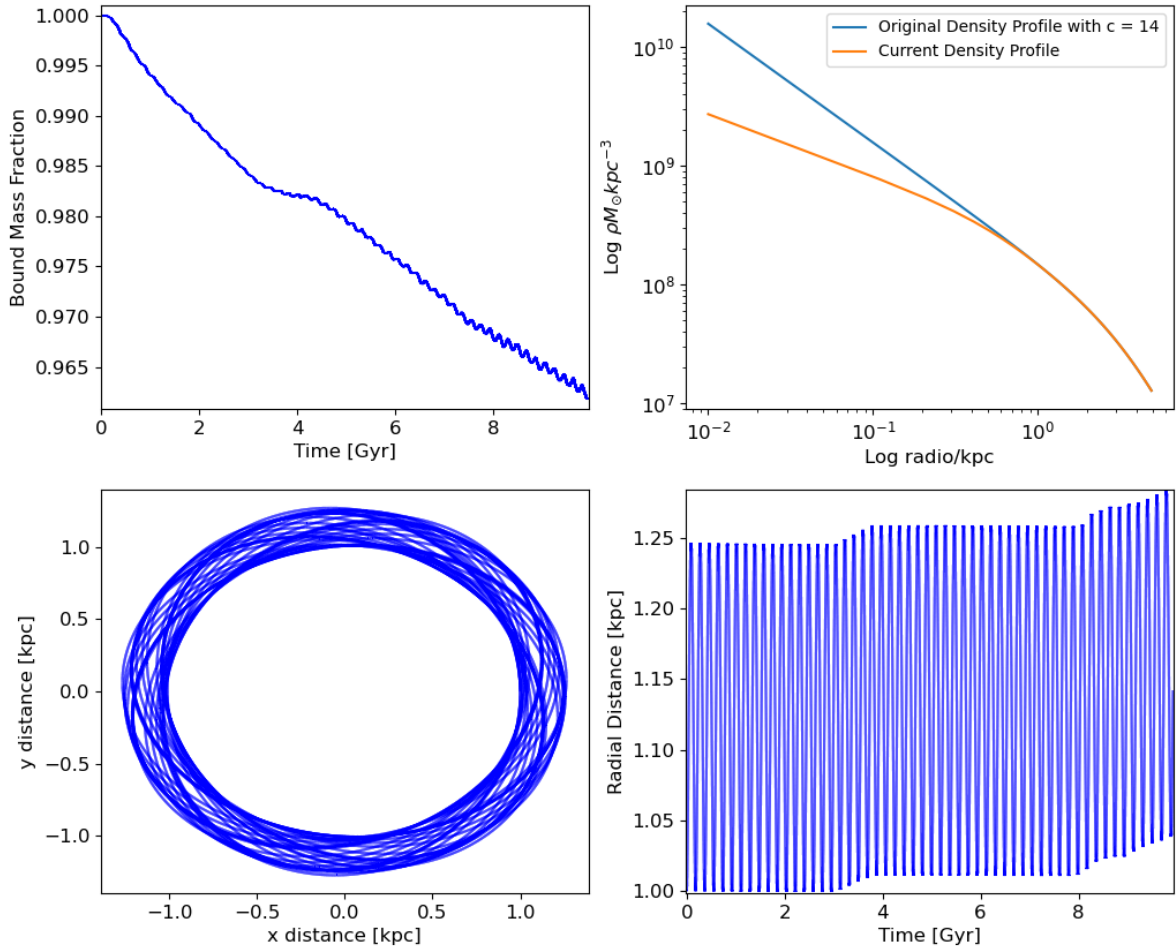 1.000
0.995
0.990
0.985
0.980
0.975
0.970
0.965
Bound Mass Fraction
0 2 4 6 8
Time [Gyr]
Original Density Profile with c = 14
Current Density Profile
10^10
10^9
10^8
10^7
Log ρM⊙kpc⁻³
10^−2 10^−1 10^0
Log radio/kpc
1.0
0.5
0.0
−0.5
−1.0
y distance [kpc]
−1.0 −0.5 0.0 0.5 1.0
x distance [kpc]
1.25
1.20
1.15
1.10
1.05
1.00
Radial Distance [kpc]
0 2 4 6 8
Time [Gyr]